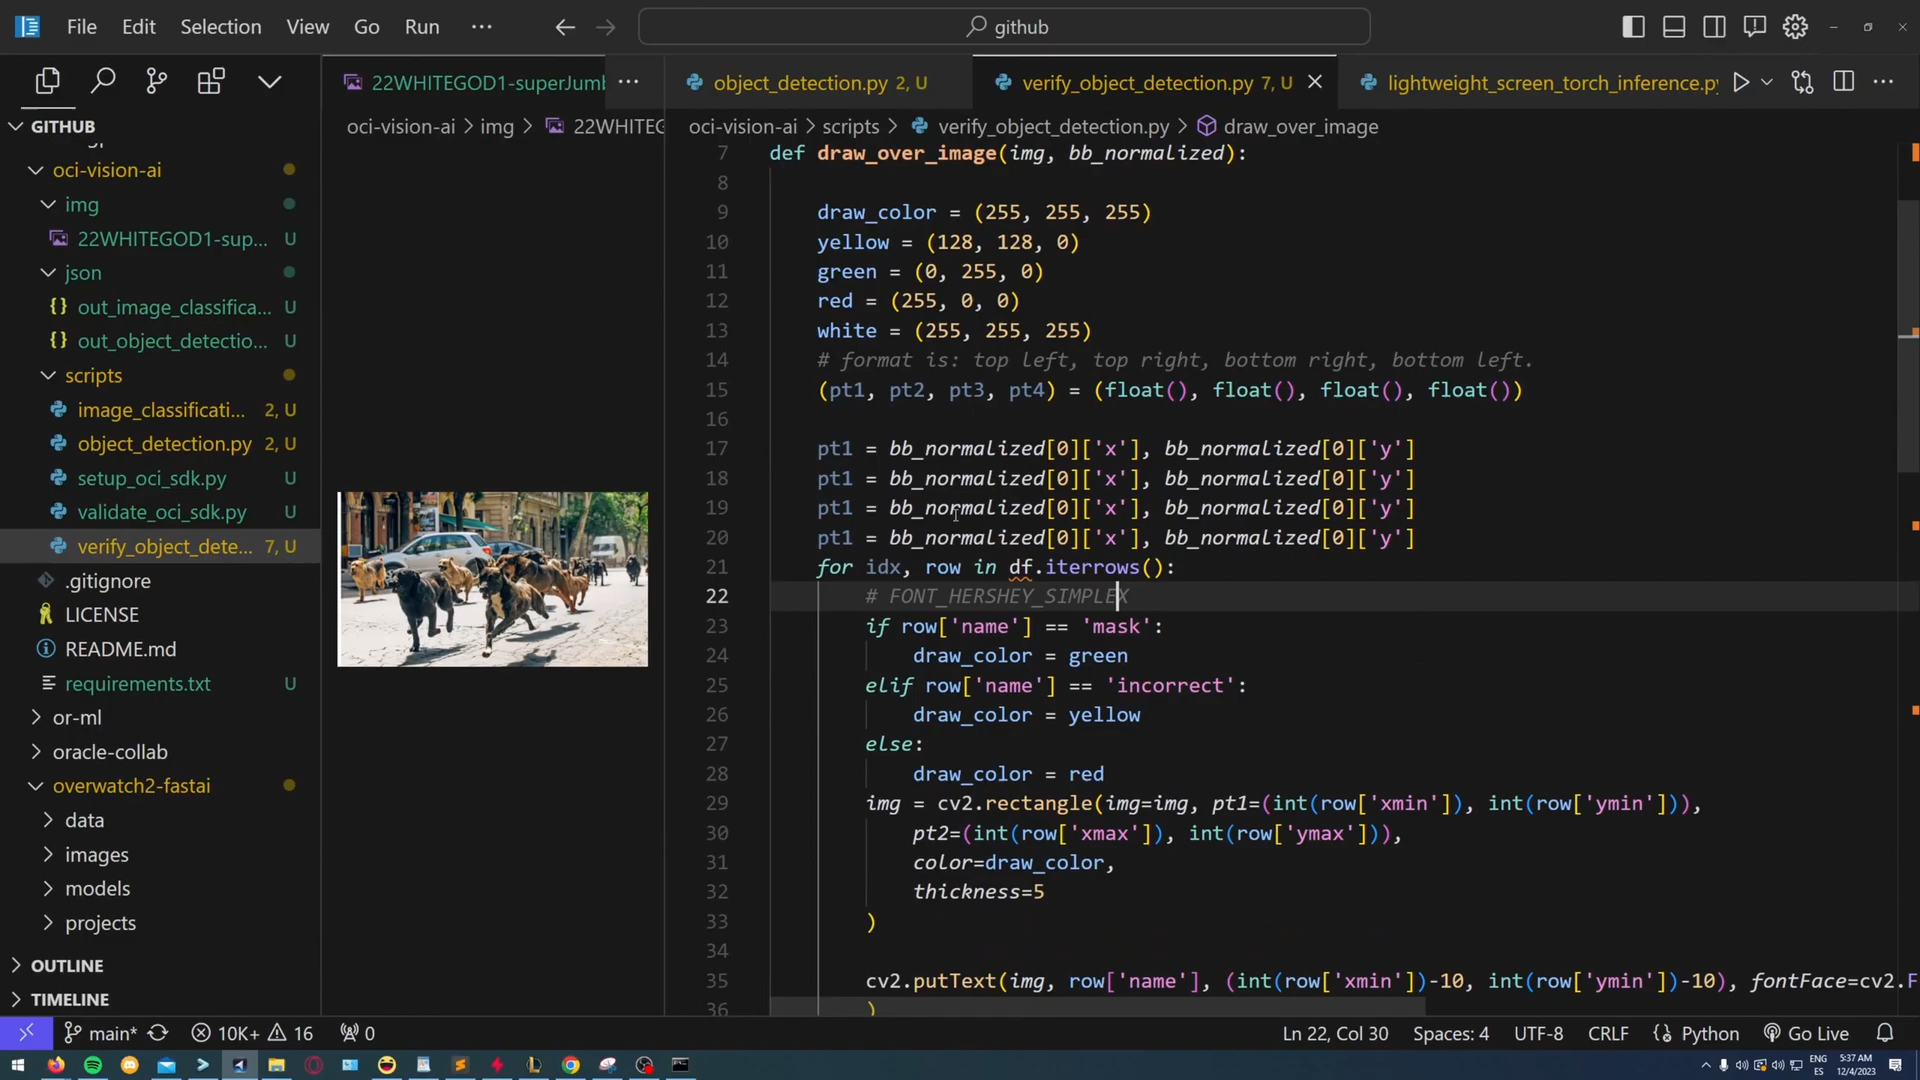 File Edit Selection View Go Run ··· github
GITHUB
oci-vision-ai
img
22WHITEGOD1-sup... U
json
out_image_classifica... U
out_object_detectio... U
scripts
image_classificati... 2, U
object_detection.py 2, U
setup_oci_sdk.py U
validate_oci_sdk.py U
verify_object_dete... 7, U
.gitignore
LICENSE
README.md
requirements.txt U
or-ml
oracle-collab
overwatch2-fastai
data
images
models
projects
OUTLINE
TIMELINE
22WHITEGOD1-superJumb ···
oci-vision-ai > img > 22WHITEG
object_detection.py 2, U
verify_object_detection.py 7, U
lightweight_screen_torch_inference.py
oci-vision-ai > scripts > verify_object_detection.py > draw_over_image
7 def draw_over_image(img, bb_normalized):
8
9 draw_color = (255, 255, 255)
10 yellow = (128, 128, 0)
11 green = (0, 255, 0)
12 red = (255, 0, 0)
13 white = (255, 255, 255)
14 # format is: top left, top right, bottom right, bottom left.
15 (pt1, pt2, pt3, pt4) = (float(), float(), float(), float())
16
17 pt1 = bb_normalized[0]['x'], bb_normalized[0]['y']
18 pt1 = bb_normalized[0]['x'], bb_normalized[0]['y']
19 pt1 = bb_normalized[0]['x'], bb_normalized[0]['y']
20 pt1 = bb_normalized[0]['x'], bb_normalized[0]['y']
21 for idx, row in df.iterrows():
22 # FONT_HERSHEY_SIMPLEX
23 if row['name'] == 'mask':
24 draw_color = green
25 elif row['name'] == 'incorrect':
26 draw_color = yellow
27 else:
28 draw_color = red
29 img = cv2.rectangle(img=img, pt1=(int(row['xmin']), int(row['ymin'])),
30 pt2=(int(row['xmax']), int(row['ymax'])),
31 color=draw_color,
32 thickness=5
33 )
34
35 cv2.putText(img, row['name'], (int(row['xmin'])-10, int(row['ymin'])-10), fontFace=cv2.F
36 )
main* 10K+ 16 0 Ln 22, Col 30 Spaces: 4 UTF-8 CRLF Python Go Live
ENG 5:37 AM
ES 12/4/2023